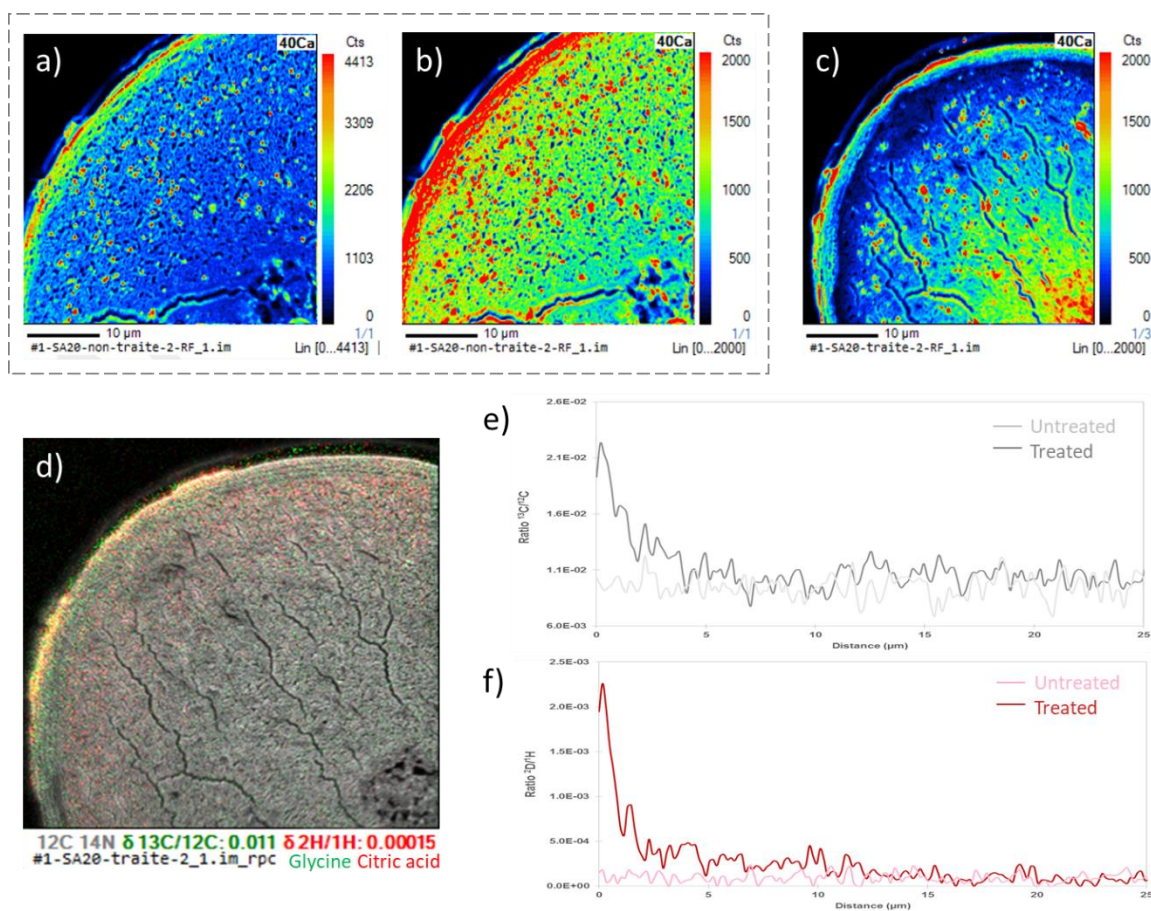 a)
40Ca
Cts
4413
3309
2206
1103
0
10 µm
1/1
#1-SA20-non-traite-2-RF_1.im
Lin [0...4413]
b)
40Ca
Cts
2000
1500
1000
500
0
10 µm
1/1
#1-SA20-non-traite-2-RF_1.im
Lin [0...2000]
c)
40Ca
Cts
2000
1500
1000
500
0
10 µm
1/3
#1-SA20-non-traite-2-RF_1.im
Lin [0...2000]
d)
12C 14N δ 13C/12C: 0.011 δ 2H/1H: 0.00015
#1-SA20-traite-2_1.im_rpc Glycine Citric acid
e)
2.6E-02
2.1E-02
1.6E-02
1.1E-02
6.0E-03
Ratio ¹³C/¹²C
Untreated
Treated
0 5 10 15 20 25
Distance (µm)
f)
2.5E-03
2.0E-03
1.5E-03
1.0E-03
5.0E-04
0.0E+00
Ratio ²D/¹H
Untreated
Treated
0 5 10 15 20 25
Distance (µm)